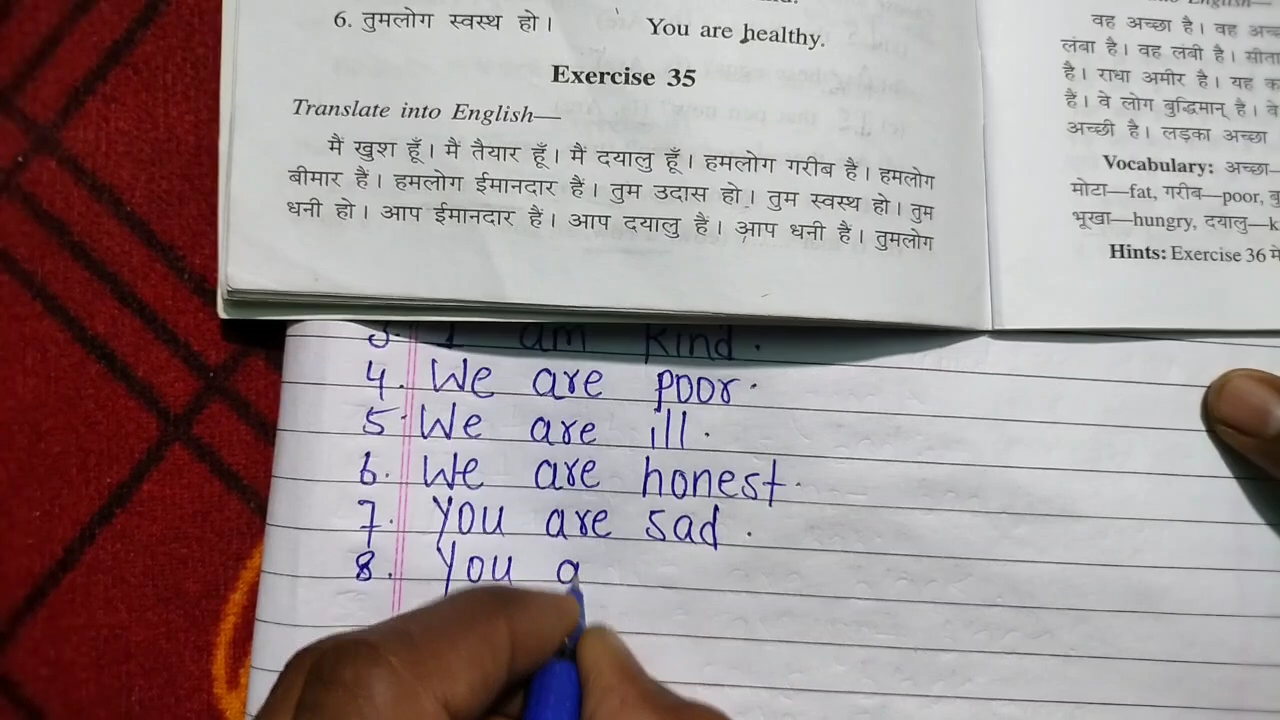 6. तुमलोग स्वस्थ हो। You are healthy.
Exercise 35
Translate into English—
मैं खुश हूँ। मैं तैयार हूँ। मैं दयालु हूँ। हमलोग गरीब है। हमलोग
बीमार हैं। हमलोग ईमानदार हैं। तुम उदास हो। तुम स्वस्थ हो। तुम
धनी हो। आप ईमानदार हैं। आप दयालु हैं। आप धनी हैं। तुमलोग
वह अच्छा है। वह
लंबा है। वह लंबी है। सीता
है। राधा अमीर है। यह
हैं। वे लोग बुद्धिमान् है। वे
अच्छी है। लड़का अच्छा
Vocabulary: अच्छा—
मोटा—fat, गरीब—poor,
भूखा—hungry, दयालु—k
Hints: Exercise 36 में
3. I am kind.
4. We are poor.
5. We are ill.
6. We are honest.
7. You are sad.
8. You a